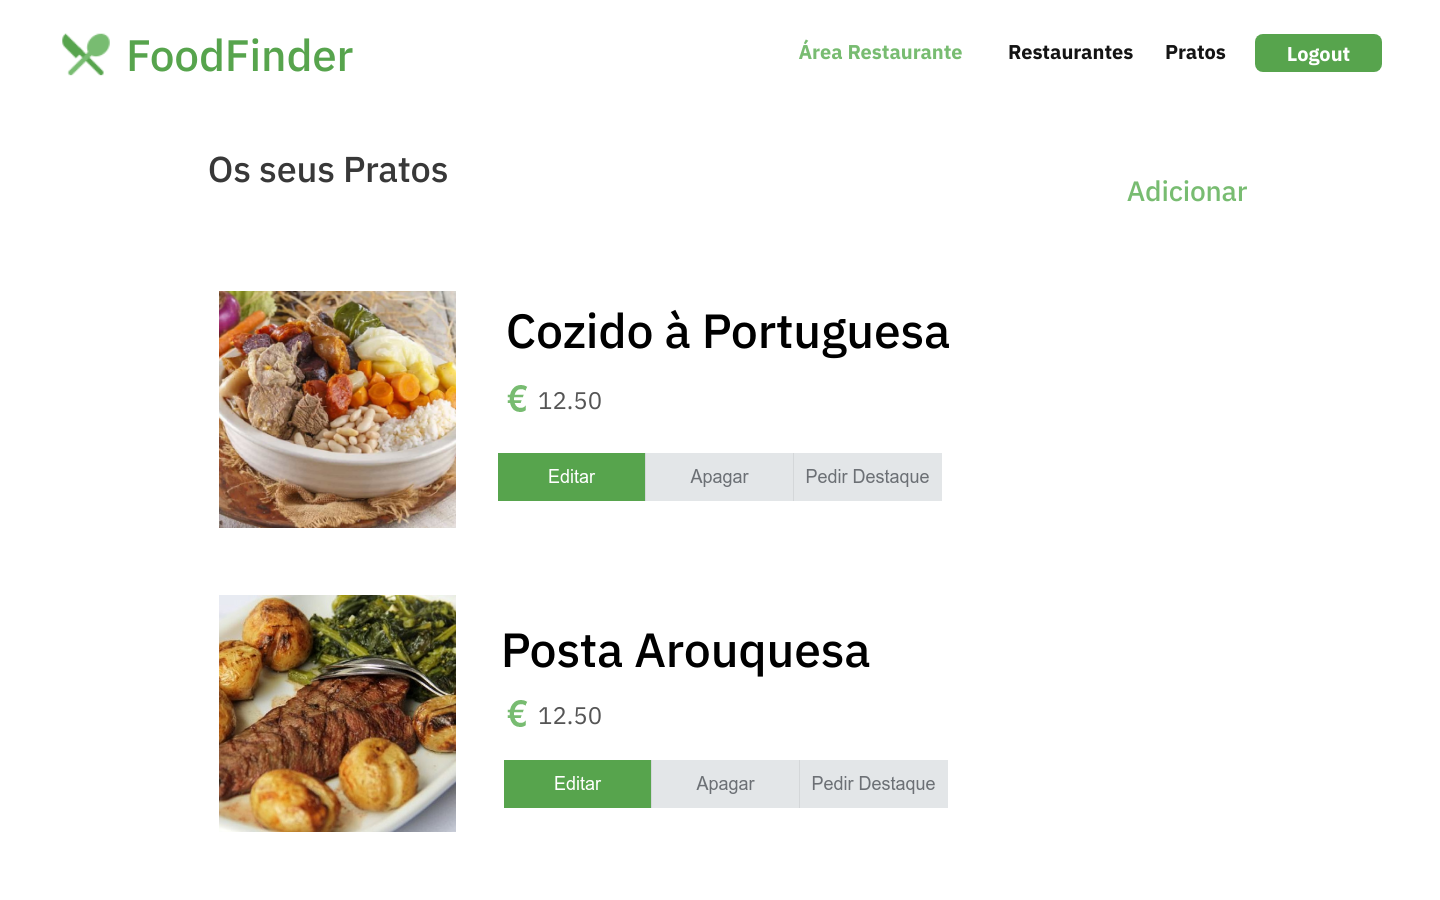 FoodFinder
Área Restaurante
Restaurantes
Pratos
Logout
Os seus Pratos
Adicionar
Cozido à Portuguesa
€ 12.50
Editar
Apagar
Pedir Destaque
Posta Arouquesa
€ 12.50
Editar
Apagar
Pedir Destaque